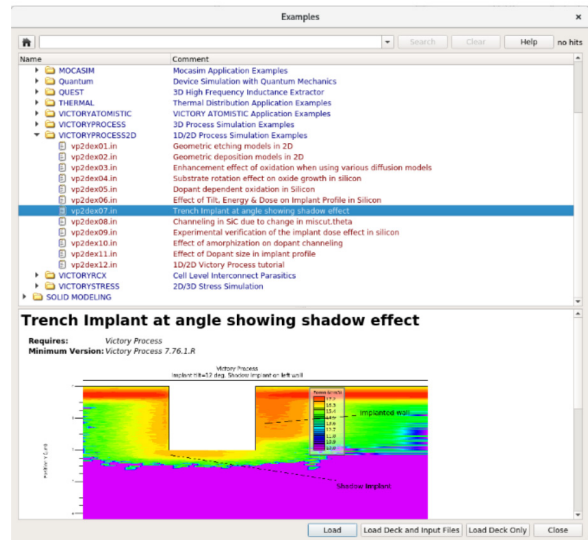 Examples
Search Clear Help no hits
Name Comment
MOCASIM Mocasim Application Examples
Quantum Device Simulation with Quantum Mechanics
QUEST 3D High Frequency Inductance Extractor
THERMAL Thermal Distribution Application Examples
VICTORYATOMISTIC VICTORY ATOMISTIC Application Examples
VICTORYPROCESS 3D Process Simulation Examples
VICTORYPROCESS2D 1D/2D Process Simulation Examples
vp2dex01.in Geometric etching models in 2D
vp2dex02.in Geometric deposition models in 2D
vp2dex03.in Enhancement effect of oxidation when using various diffusion models
vp2dex04.in Substrate rotation effect on oxide growth in silicon
vp2dex05.in Dopant dependent oxidation in Silicon
vp2dex06.in Effect of Tilt, Energy & Dose on Implant Profile in Silicon
vp2dex07.in Trench Implant at angle showing shadow effect
vp2dex08.in Channeling in SiC due to change in miscut.theta
vp2dex09.in Experimental verification of the implant dose effect in silicon
vp2dex10.in Effect of amorphization on dopant channeling
vp2dex11.in Effect of Dopant size in implant profile
vp2dex12.in 1D/2D Victory Process tutorial
VICTORYRCX Cell Level Interconnect Parasitics
VICTORYSTRESS 2D/3D Stress Simulation
SOLID MODELING
Trench Implant at angle showing shadow effect
Requires: Victory Process
Minimum Version: Victory Process 7.76.1.R
Victory Process
Implant tilt=12 deg. Shadow Implant on left wall
Implanted wall
Shadow Implant
Load Load Deck and Input Files Load Deck Only Close